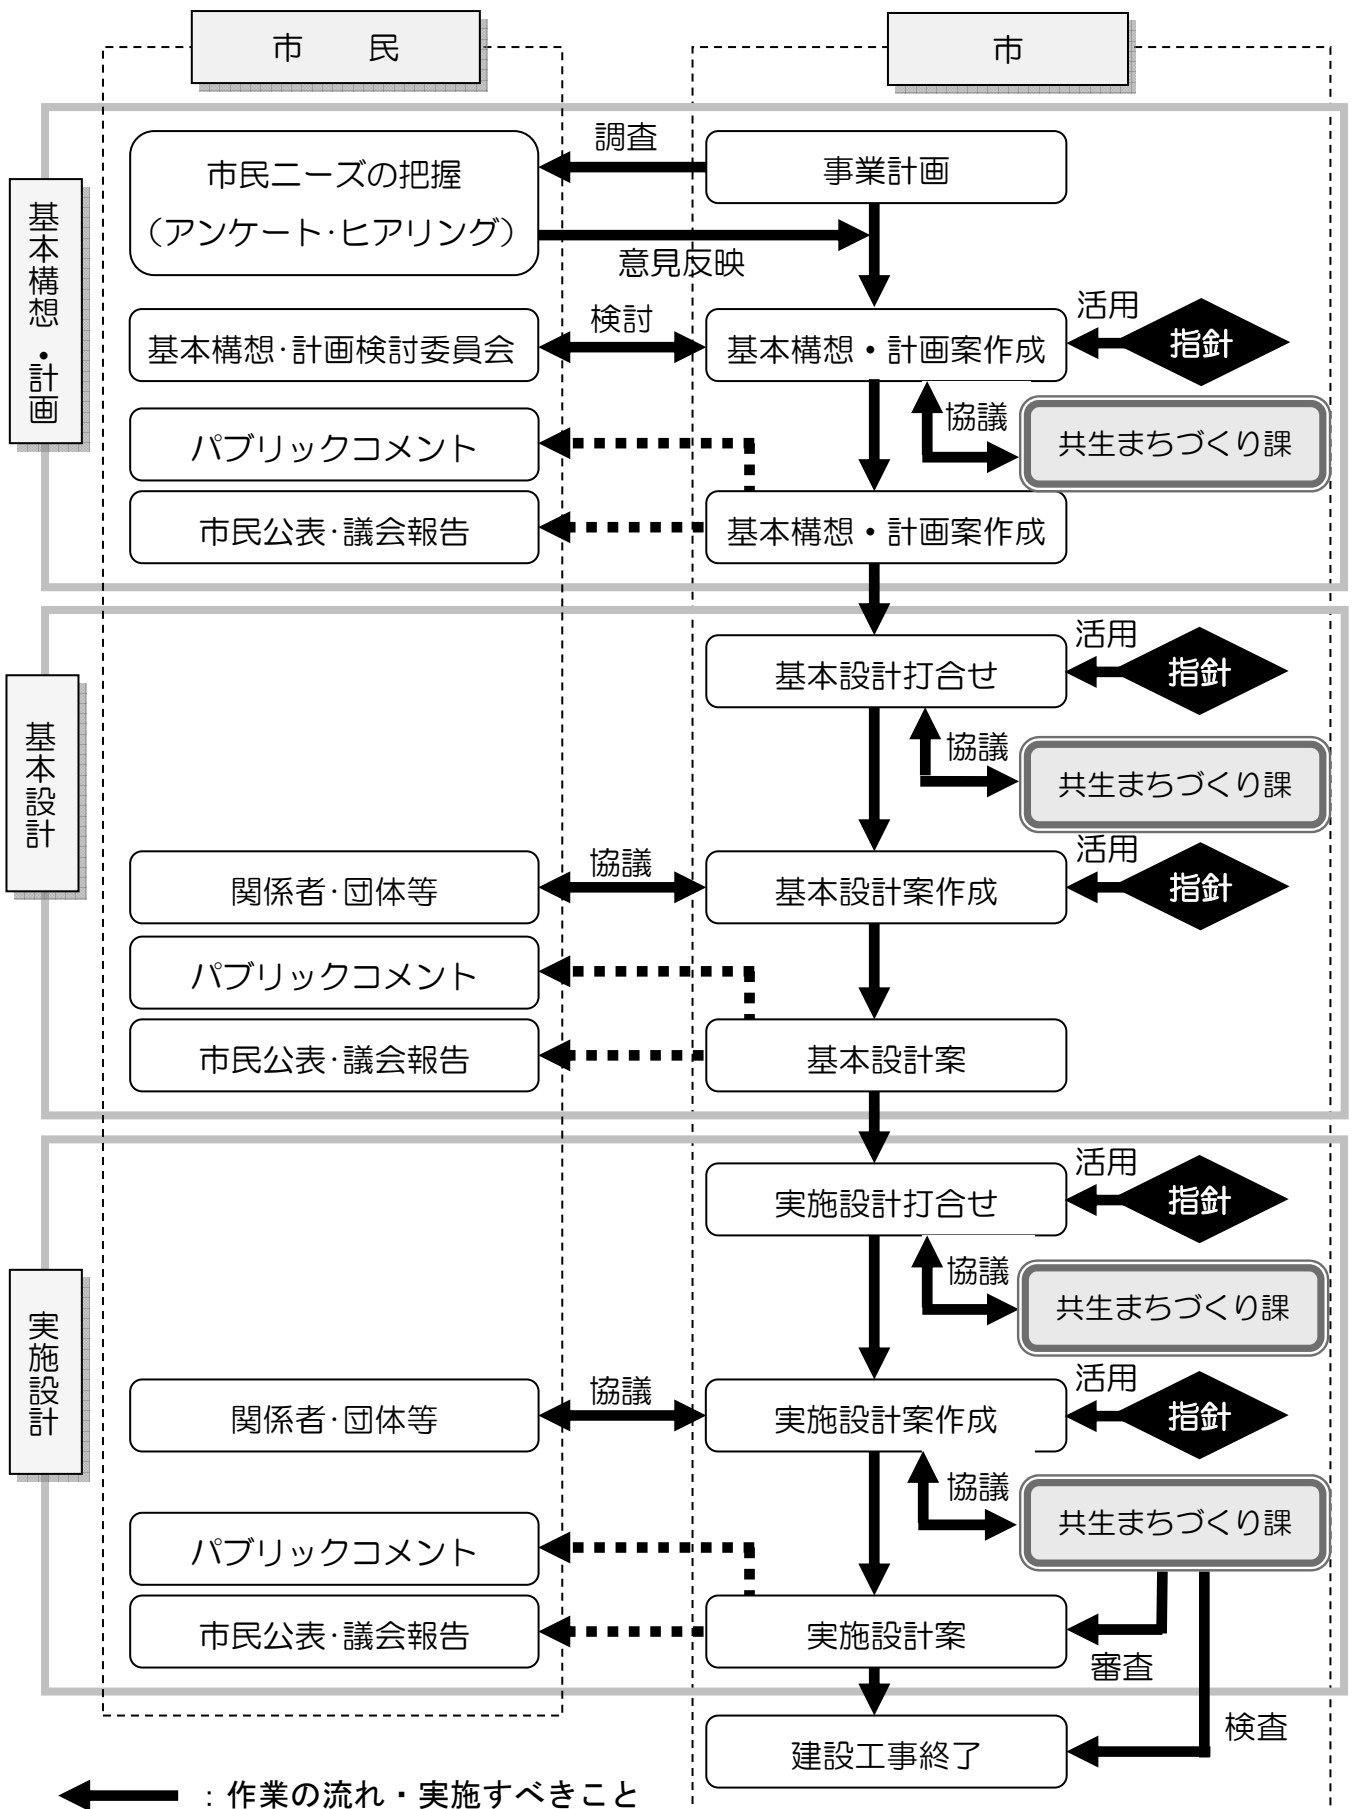 市　民
市
基本構想・計画
調査
事業計画
市民ニーズの把握
（アンケート・ヒアリング）
意見反映
基本構想・計画検討委員会
検討
基本構想・計画案作成
活用
指針
協議
共生まちづくり課
パブリックコメント
市民公表・議会報告
基本構想・計画案作成
基本設計
基本設計打合せ
活用
指針
協議
共生まちづくり課
関係者・団体等
協議
基本設計案作成
活用
指針
パブリックコメント
市民公表・議会報告
基本設計案
実施設計
実施設計打合せ
活用
指針
協議
共生まちづくり課
関係者・団体等
協議
実施設計案作成
活用
指針
協議
共生まちづくり課
パブリックコメント
市民公表・議会報告
実施設計案
審査
検査
建設工事終了
：作業の流れ・実施すべきこと